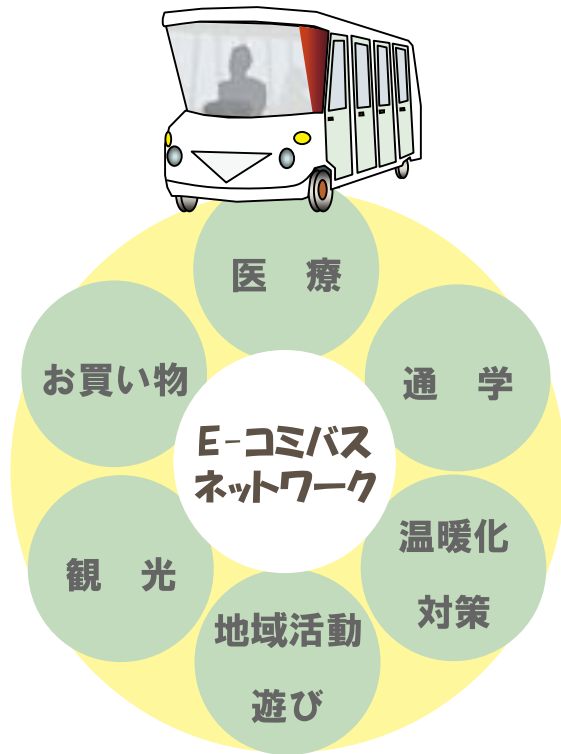 医　療
お買い物
通　学
E-コミバス
ネットワーク
温暖化
対策
観　光
地域活動
遊び